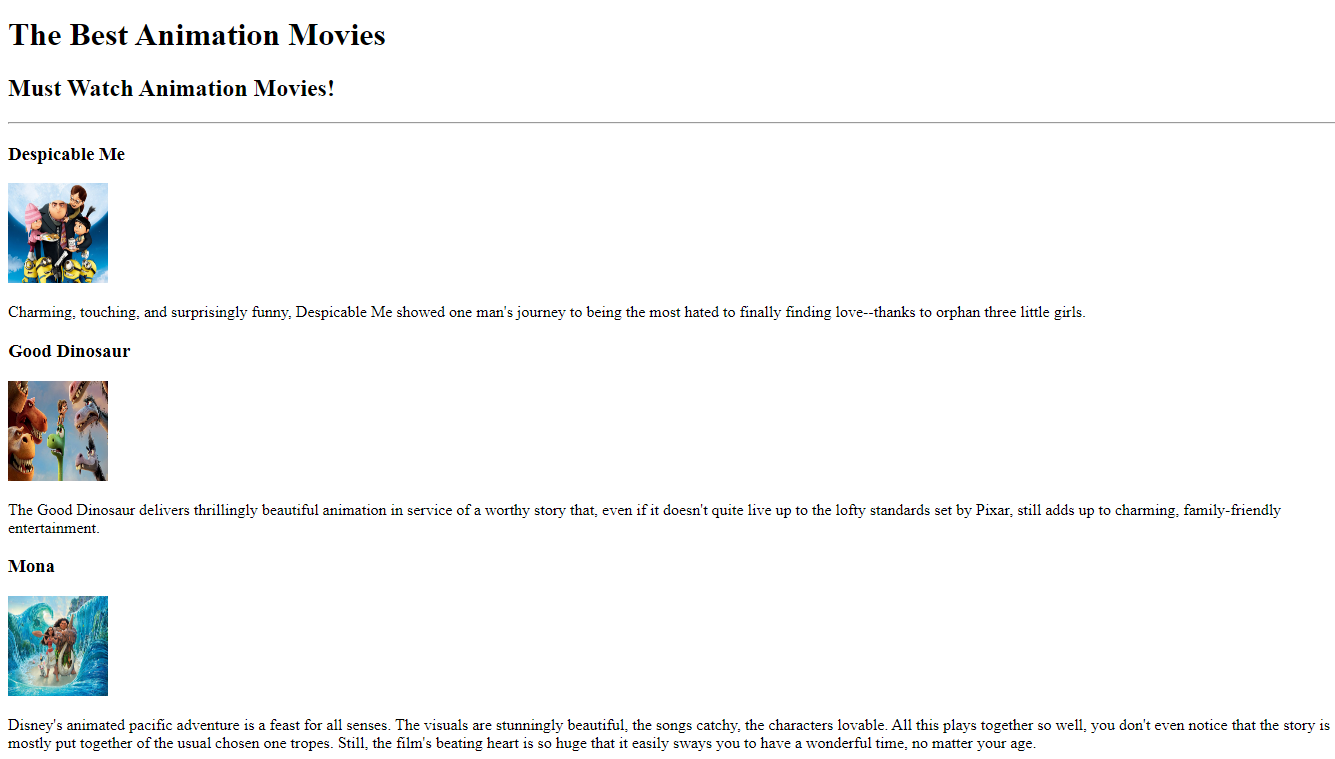 The Best Animation Movies
Must Watch Animation Movies!
Despicable Me
Charming, touching, and surprisingly funny, Despicable Me showed one man's journey to being the most hated to finally finding love--thanks to orphan three little girls.
Good Dinosaur
The Good Dinosaur delivers thrillingly beautiful animation in service of a worthy story that, even if it doesn't quite live up to the lofty standards set by Pixar, still adds up to charming, family-friendly
entertainment.
Mona
Disney's animated pacific adventure is a feast for all senses. The visuals are stunningly beautiful, the songs catchy, the characters lovable. All this plays together so well, you don't even notice that the story is
mostly put together of the usual chosen one tropes. Still, the film's beating heart is so huge that it easily sways you to have a wonderful time, no matter your age.